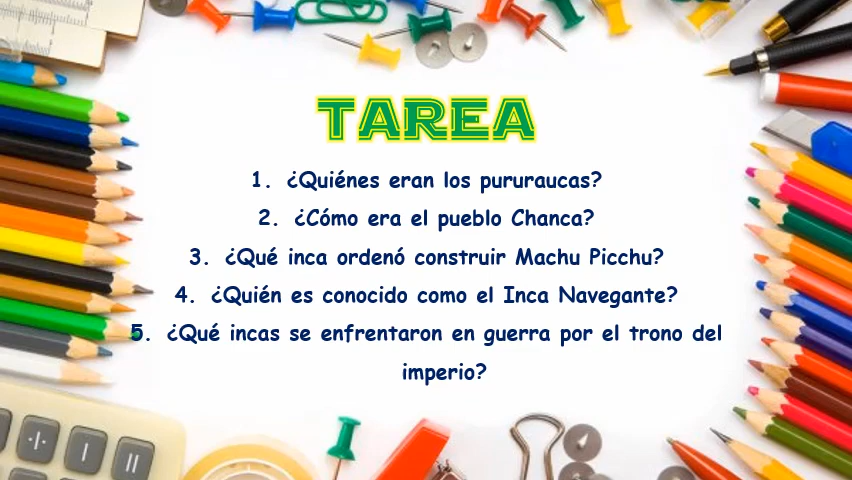 TAREA
1. ¿Quiénes eran los pururaucas?
2. ¿Cómo era el pueblo Chanca?
3. ¿Qué inca ordenó construir Machu Picchu?
4. ¿Quién es conocido como el Inca Navegante?
5. ¿Qué incas se enfrentaron en guerra por el trono del
imperio?